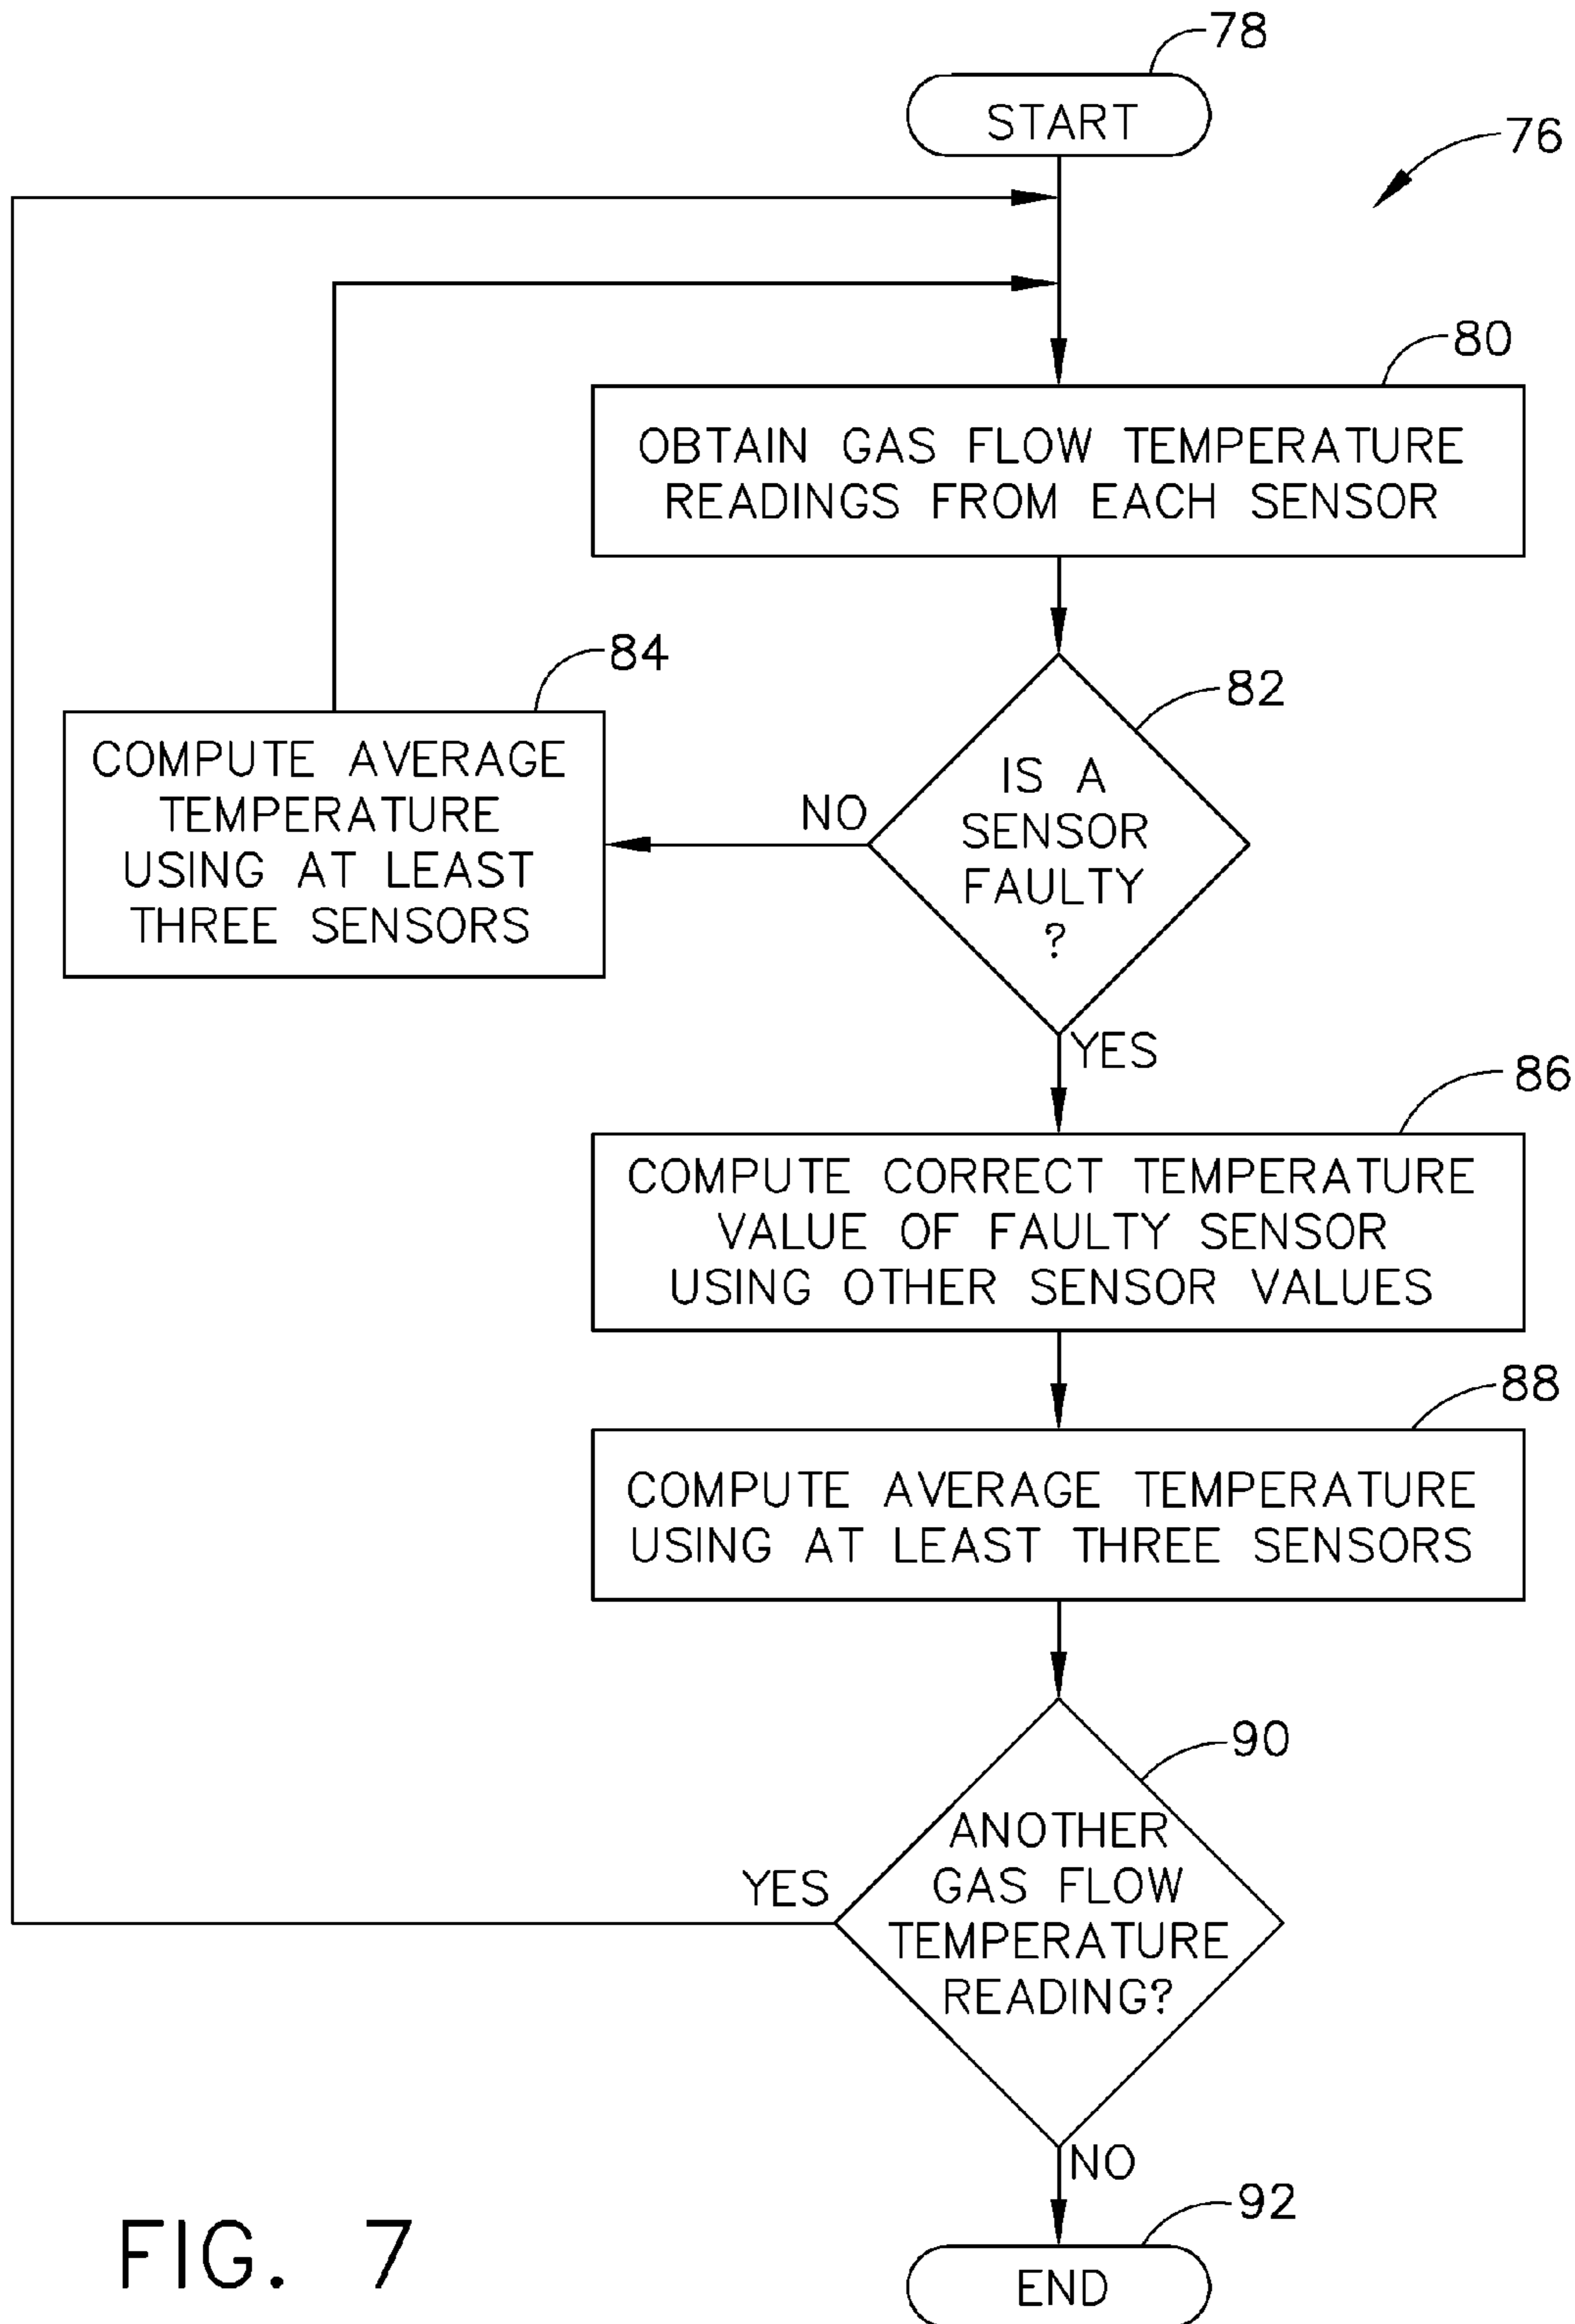 78
START
76
80
OBTAIN GAS FLOW TEMPERATURE
READINGS FROM EACH SENSOR
84
COMPUTE AVERAGE
TEMPERATURE
USING AT LEAST
THREE SENSORS
82
IS A
SENSOR
FAULTY
?
NO
YES
86
COMPUTE CORRECT TEMPERATURE
VALUE OF FAULTY SENSOR
USING OTHER SENSOR VALUES
88
COMPUTE AVERAGE TEMPERATURE
USING AT LEAST THREE SENSORS
90
ANOTHER
GAS FLOW
TEMPERATURE
READING?
YES
NO
92
END
FIG. 7